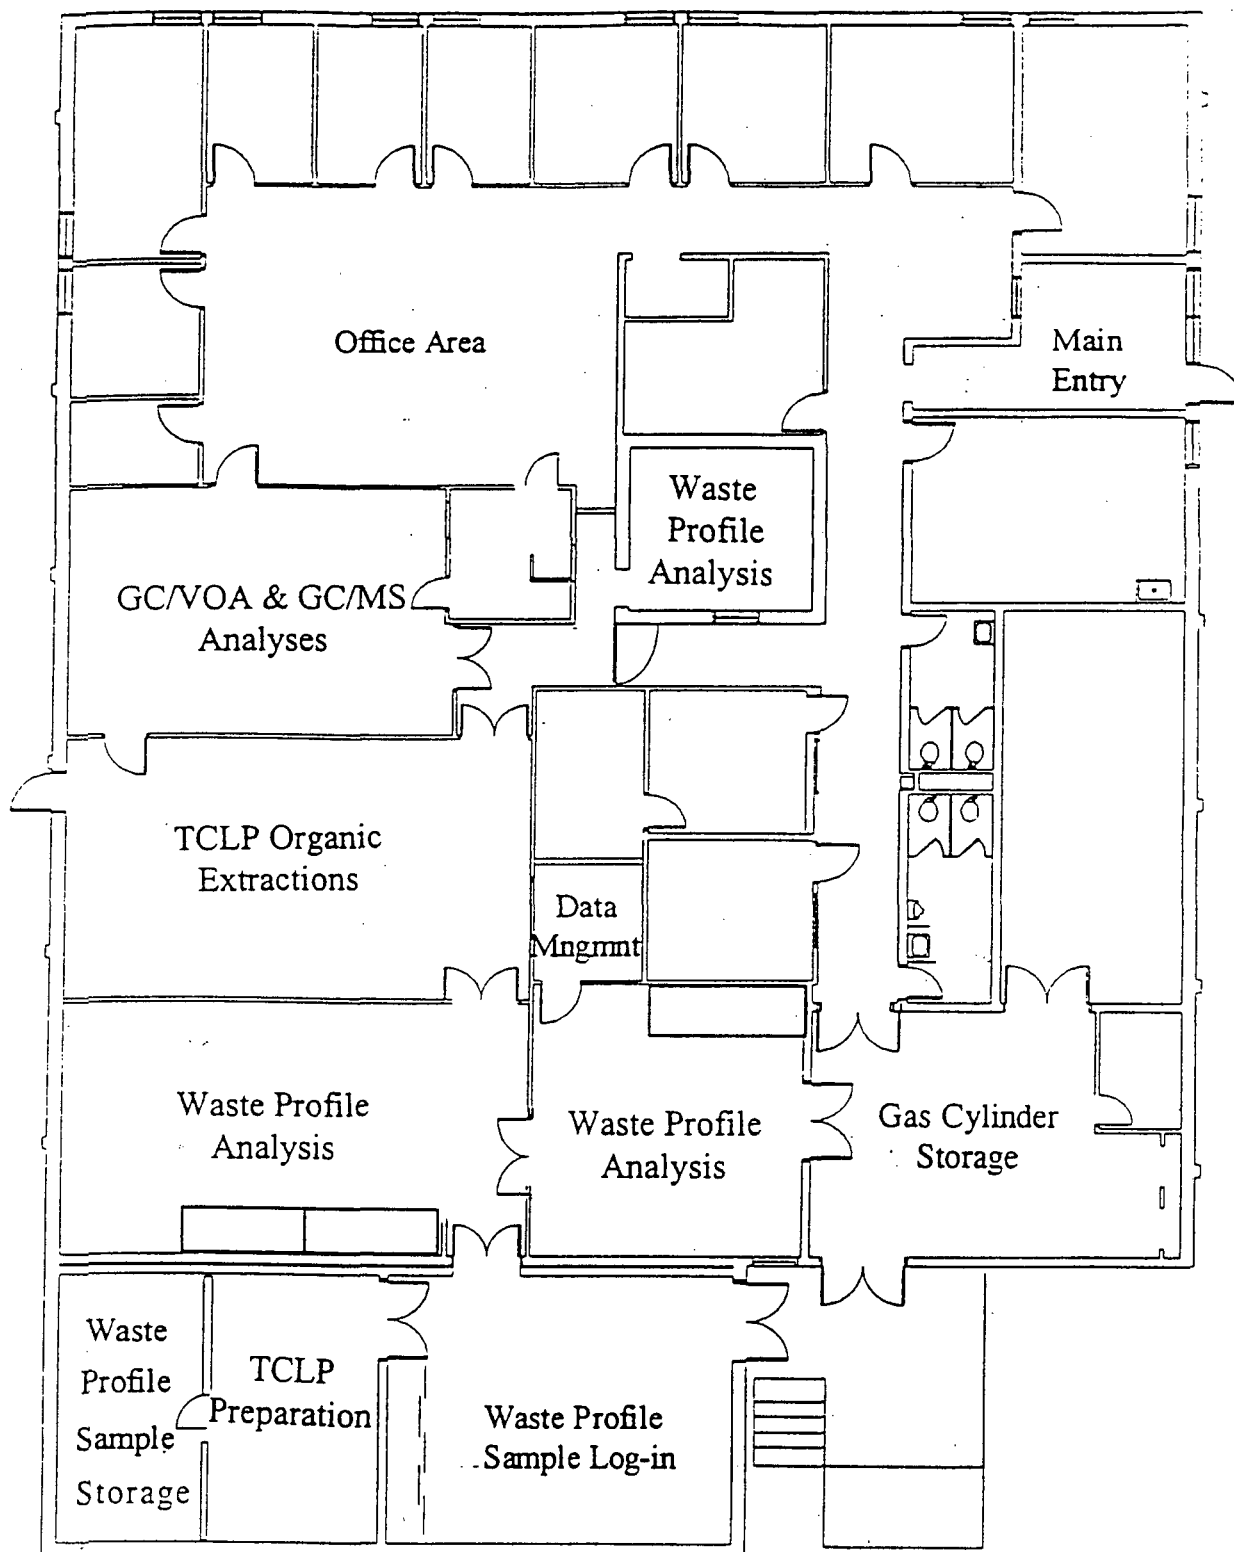 Office Area
Main
Entry
Waste
Profile
Analysis
GC/VOA & GC/MS
Analyses
TCLP Organic
Extractions
Data
Mngmnt
Waste Profile
Analysis
Waste Profile
Analysis
Gas Cylinder
Storage
Waste
Profile
Sample
Storage
TCLP
Preparation
Waste Profile
Sample Log-in